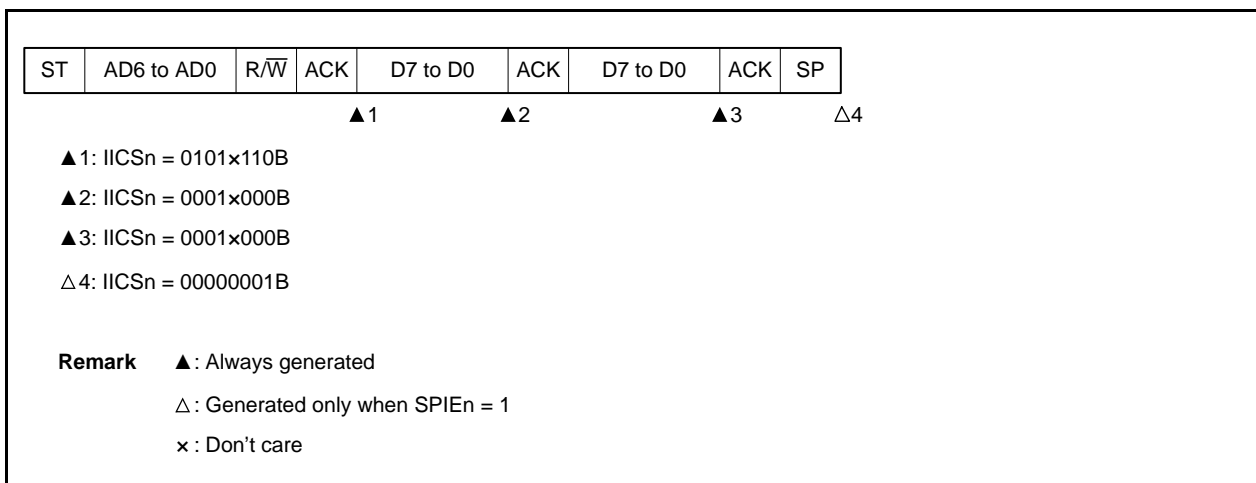 ST AD6 to AD0 R/W̅ ACK D7 to D0 ACK D7 to D0 ACK SP
▲1 ▲2 ▲3 △4
▲1: IICSn = 0101×110B
▲2: IICSn = 0001×000B
▲3: IICSn = 0001×000B
△4: IICSn = 00000001B
Remark ▲: Always generated
△: Generated only when SPIEn = 1
×: Don't care